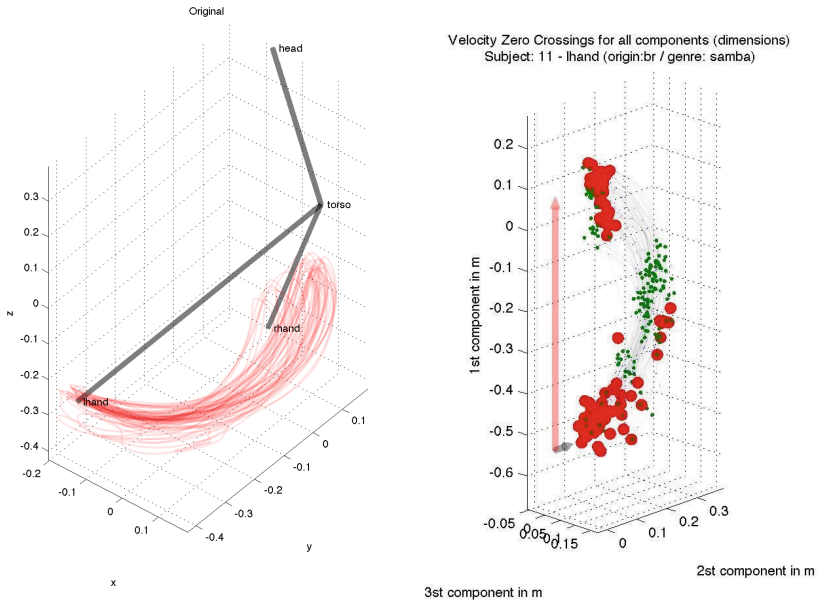 Original
head
torso
rhand
lhand
0.3
0.2
0.1
0
-0.1
-0.2
-0.3
-0.4
z
-0.2
-0.1
0
0.1
x
-0.4
-0.3
-0.2
-0.1
0
0.1
y
Velocity Zero Crossings for all components (dimensions)
Subject: 11 - lhand (origin:br / genre: samba)
0.2
0.1
0
-0.1
-0.2
-0.3
-0.4
-0.5
-0.6
1st component in m
-0.05
0
0.05
0.1
0.15
3st component in m
0
0.1
0.2
0.3
2st component in m